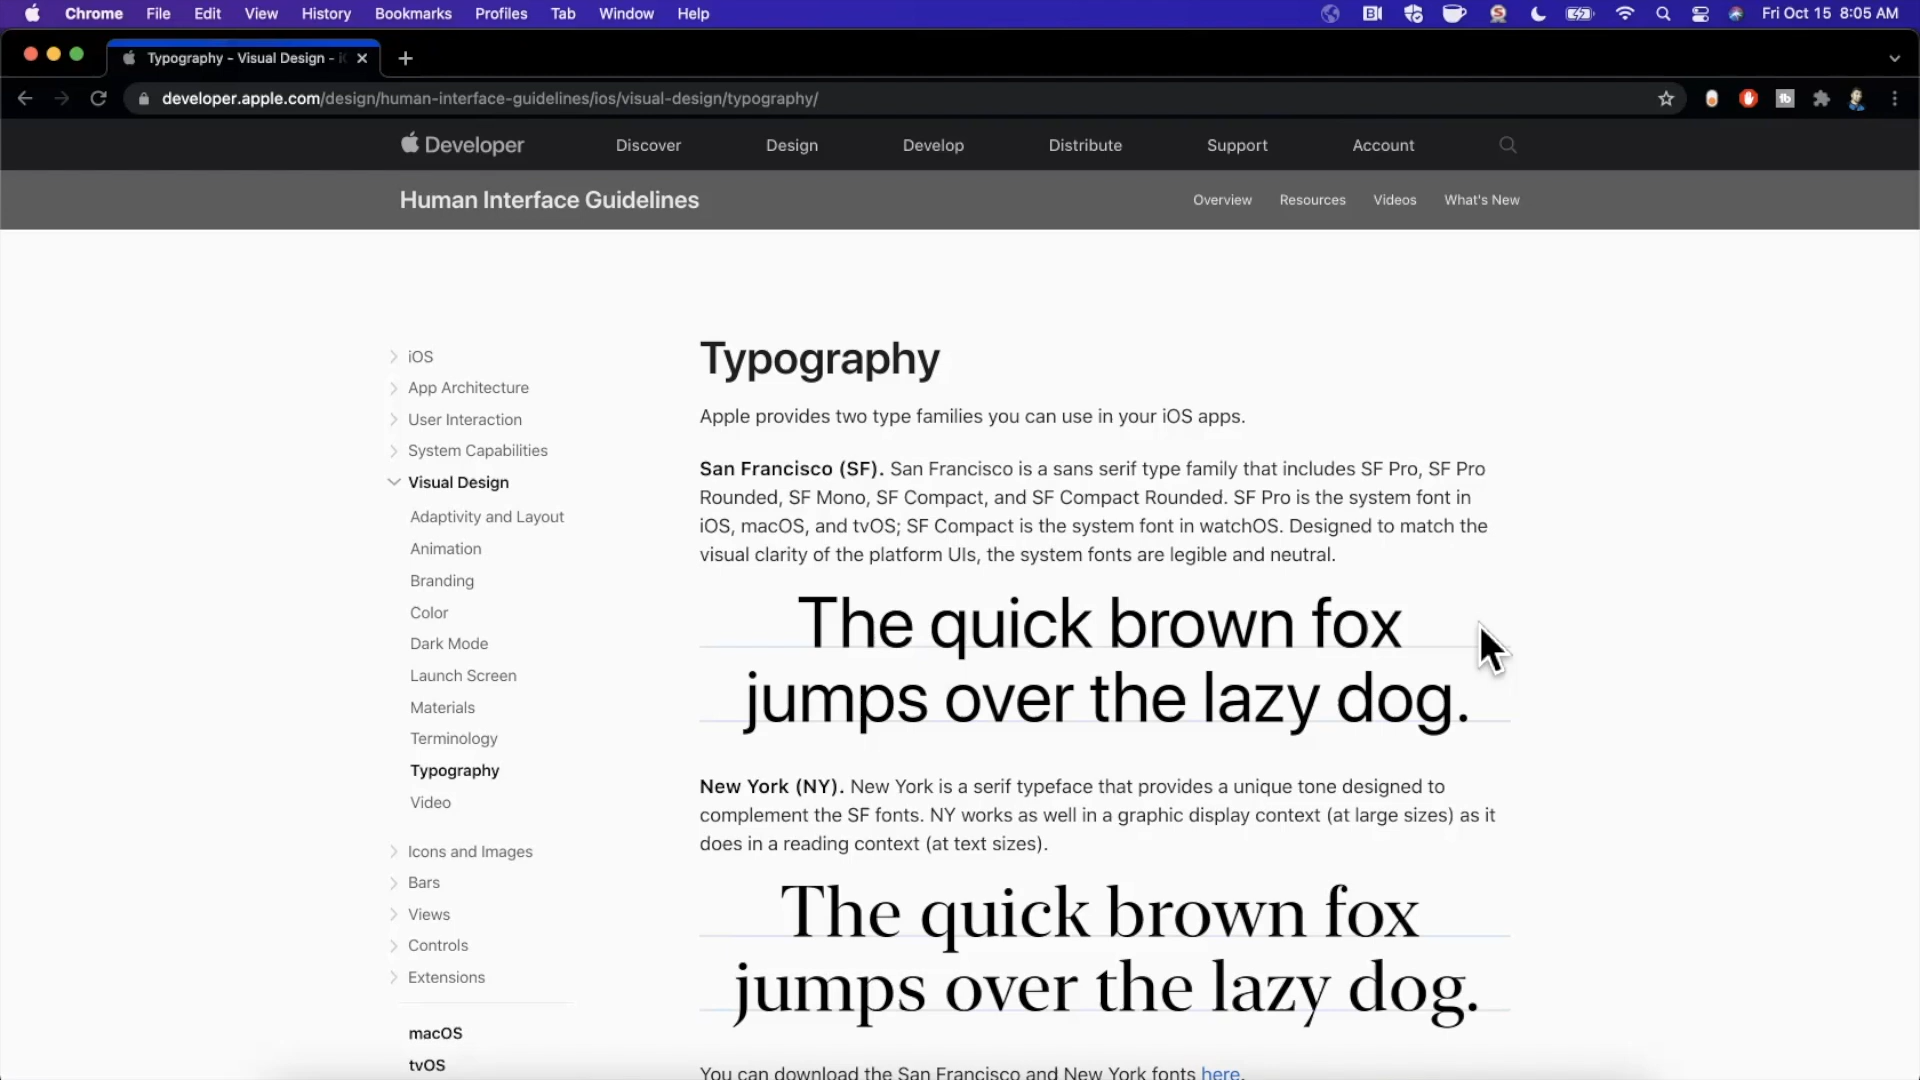 Chrome File Edit View History Bookmarks Profiles Tab Window Help Fri Oct 15 8:05 AM
Typography - Visual Design -
developer.apple.com/design/human-interface-guidelines/ios/visual-design/typography/
Developer Discover Design Develop Distribute Support Account
Human Interface Guidelines Overview Resources Videos What's New
iOS
App Architecture
User Interaction
System Capabilities
Visual Design
Adaptivity and Layout
Animation
Branding
Color
Dark Mode
Launch Screen
Materials
Terminology
Typography
Video
Icons and Images
Bars
Views
Controls
Extensions
macOS
tvOS
Typography
Apple provides two type families you can use in your iOS apps.
San Francisco (SF). San Francisco is a sans serif type family that includes SF Pro, SF Pro
Rounded, SF Mono, SF Compact, and SF Compact Rounded. SF Pro is the system font in
iOS, macOS, and tvOS; SF Compact is the system font in watchOS. Designed to match the
visual clarity of the platform UIs, the system fonts are legible and neutral.
The quick brown fox
jumps over the lazy dog.
New York (NY). New York is a serif typeface that provides a unique tone designed to
complement the SF fonts. NY works as well in a graphic display context (at large sizes) as it
does in a reading context (at text sizes).
The quick brown fox
jumps over the lazy dog.
You can download the San Francisco and New York fonts here.